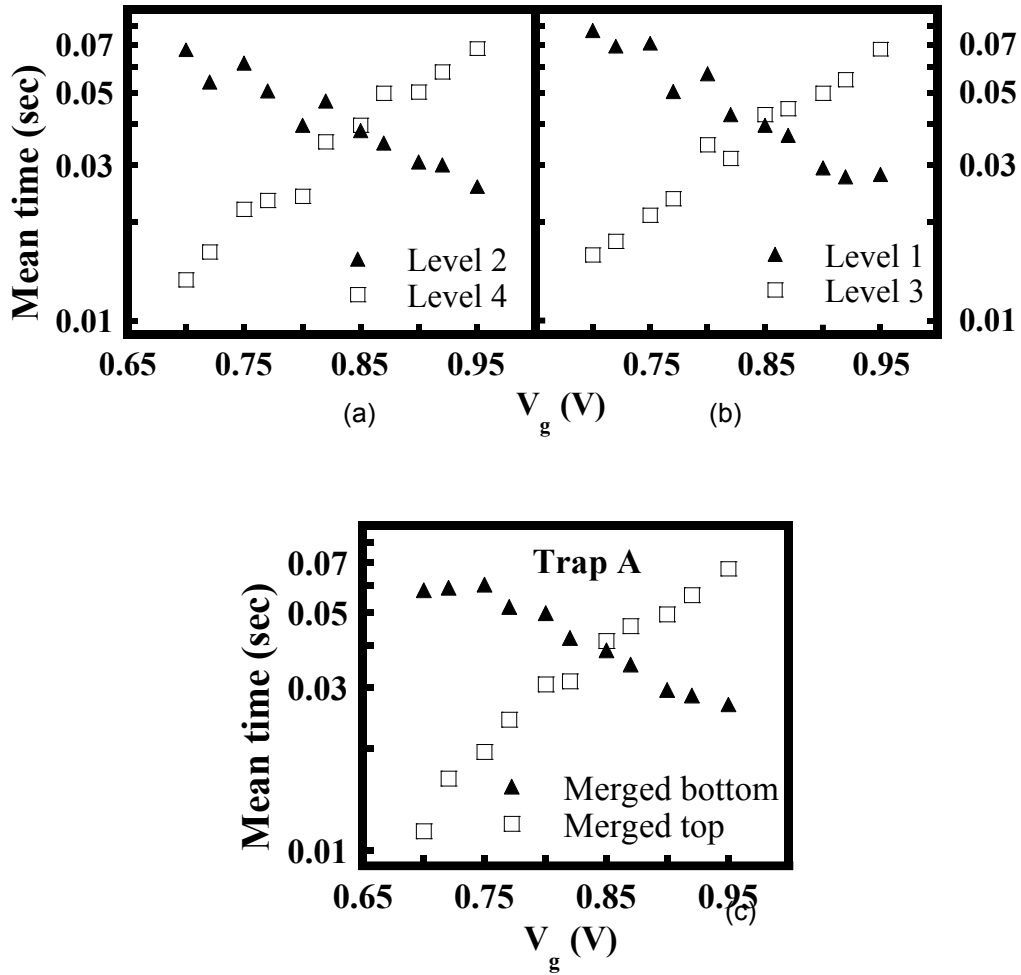 0.07
0.05
0.03
0.01
Mean time (sec)
Level 2
Level 4
0.65 0.75 0.85 0.95
(a)
0.07
0.05
0.03
0.01
Level 1
Level 3
0.75 0.85 0.95
(b)
V_g (V)
Trap A
0.07
0.05
0.03
0.01
Mean time (sec)
Merged bottom
Merged top
0.65 0.75 0.85 0.95
(c)
V_g (V)